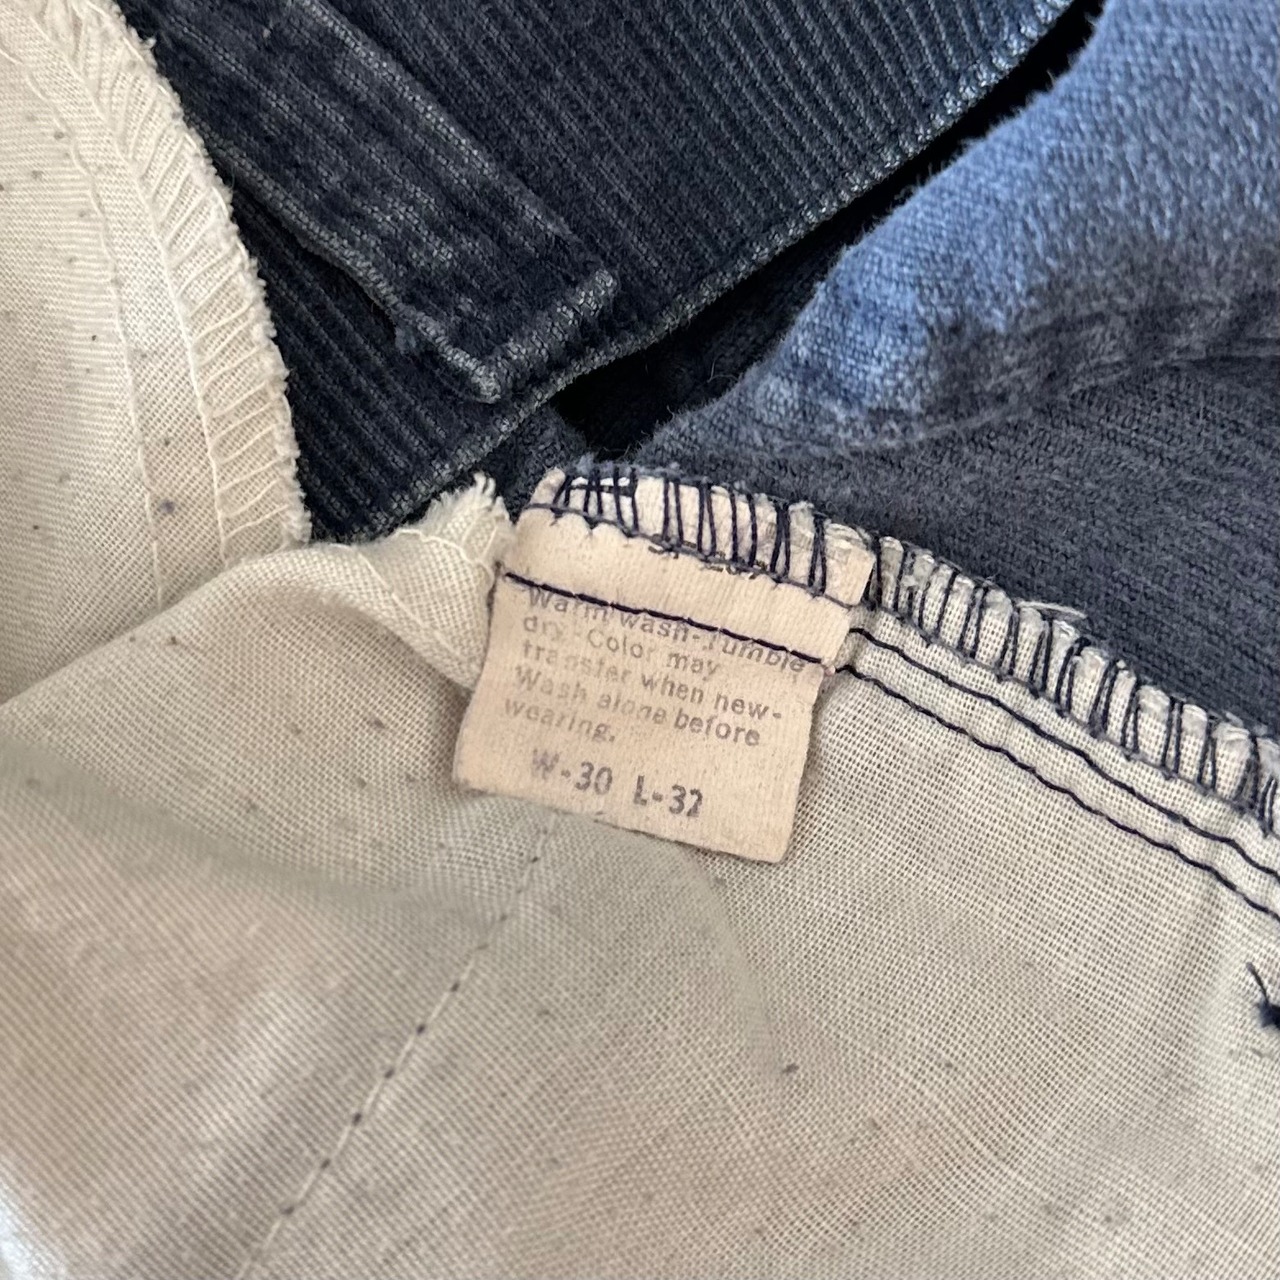 Warm wash-Tumble
dry-Color may
transfer when new-
Wash alone before
wearing.
W-30 L-32